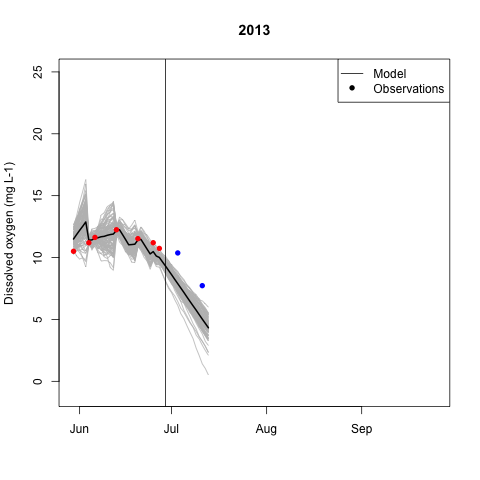 2013
Model
Observations
Dissolved oxygen (mg L-1)
25
20
15
10
5
0
Jun
Jul
Aug
Sep